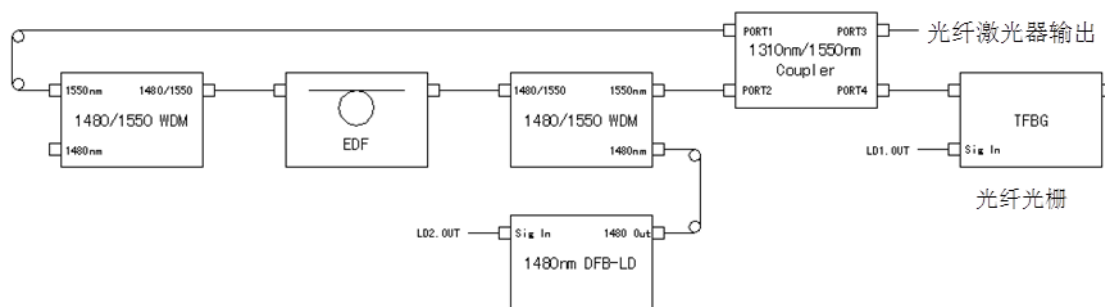 PORT1 PORT3
光纤激光器输出
1310nm/1550nm
Coupler
PORT2 PORT4
1550nm 1480/1550
1480/1550 WDM
1480nm
EDF
1480/1550 1550nm
1480/1550 WDM
1480nm
TFBG
LD1.OUT
Sig In
光纤光栅
LD2.OUT
Sig In 1480 Out
1480nm DFB-LD